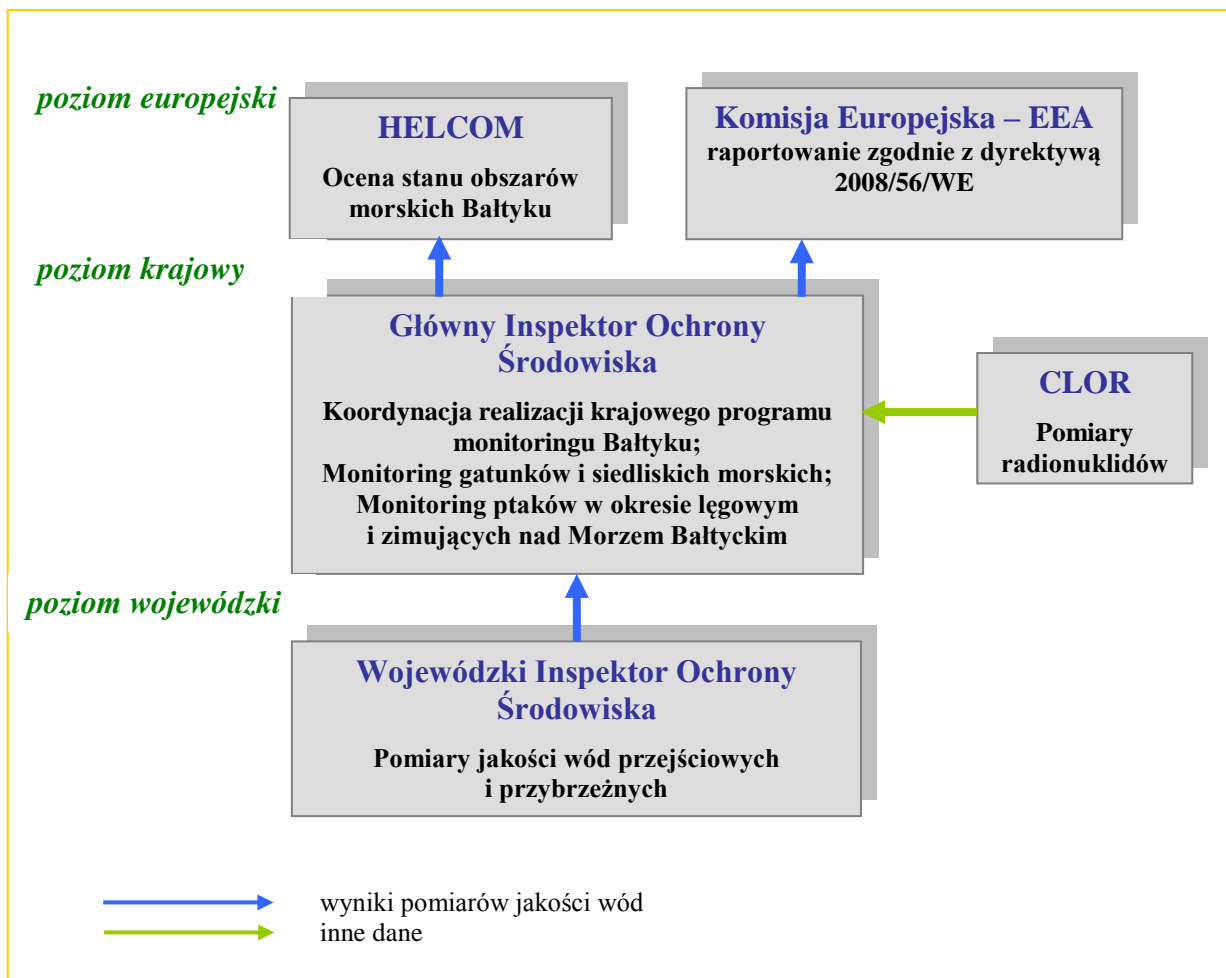 poziom europejski
HELCOM
Ocena stanu obszarów
morskich Bałtyku
Komisja Europejska – EEA
raportowanie zgodnie z dyrektywą
2008/56/WE
poziom krajowy
Główny Inspektor Ochrony
Środowiska
Koordynacja realizacji krajowego programu
monitoringu Bałtyku;
Monitoring gatunków i siedliskich morskich;
Monitoring ptaków w okresie lęgowym
i zimujących nad Morzem Bałtyckim
CLOR
Pomiary
radionuklidów
poziom wojewódzki
Wojewódzki Inspektor Ochrony
Środowiska
Pomiary jakości wód przejściowych
i przybrzeżnych
wyniki pomiarów jakości wód
inne dane